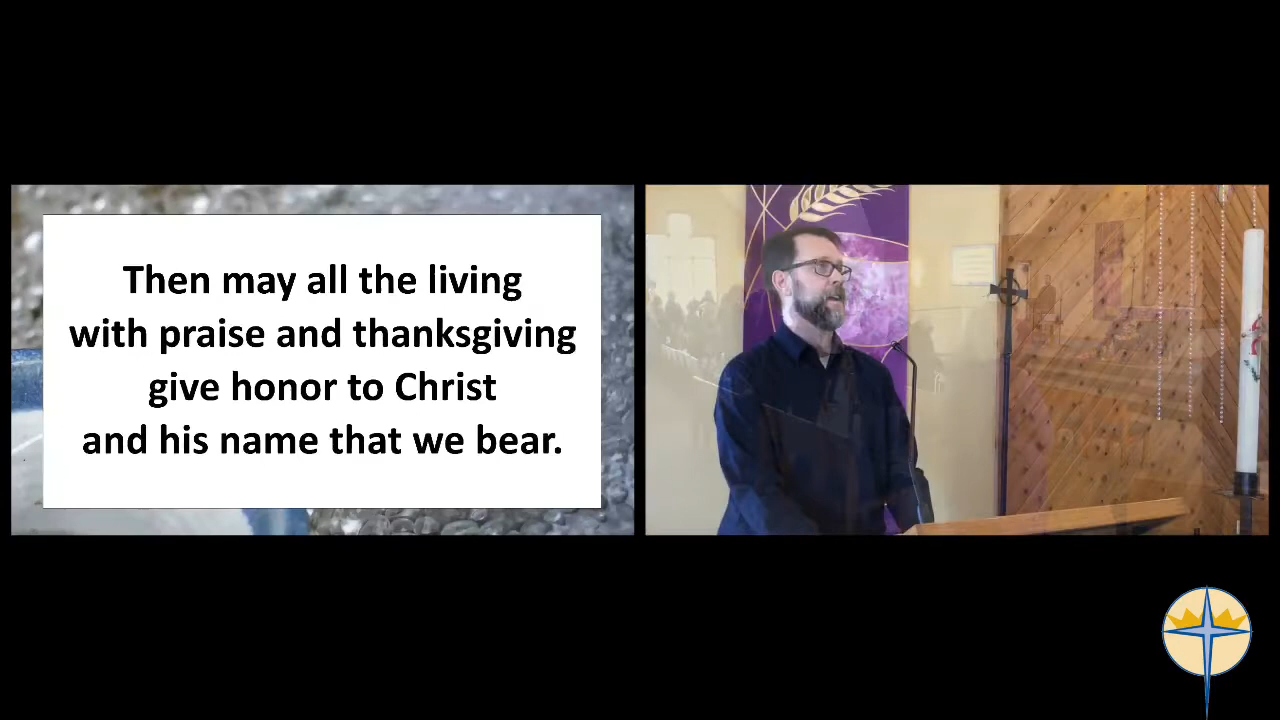 Then may all the living
with praise and thanksgiving
give honor to Christ
and his name that we bear.